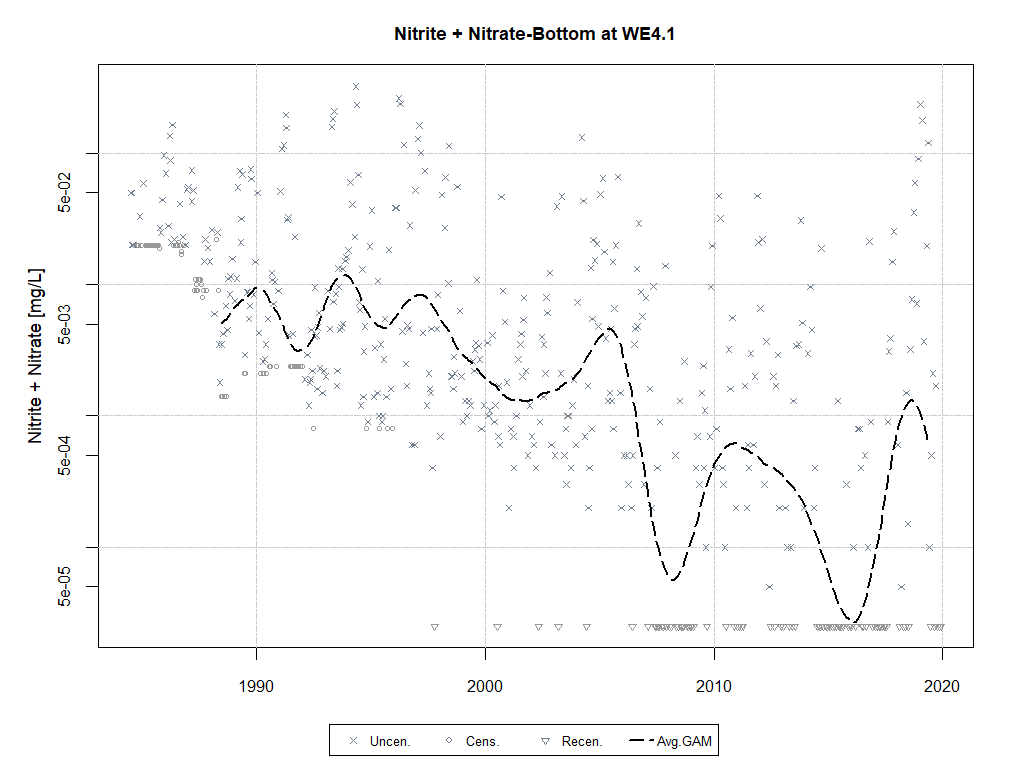 Nitrite + Nitrate-Bottom at WE4.1
Nitrite + Nitrate [mg/L]
5e-02
5e-03
5e-04
5e-05
1990 2000 2010 2020
Uncen. Cens. Recen. Avg.GAM